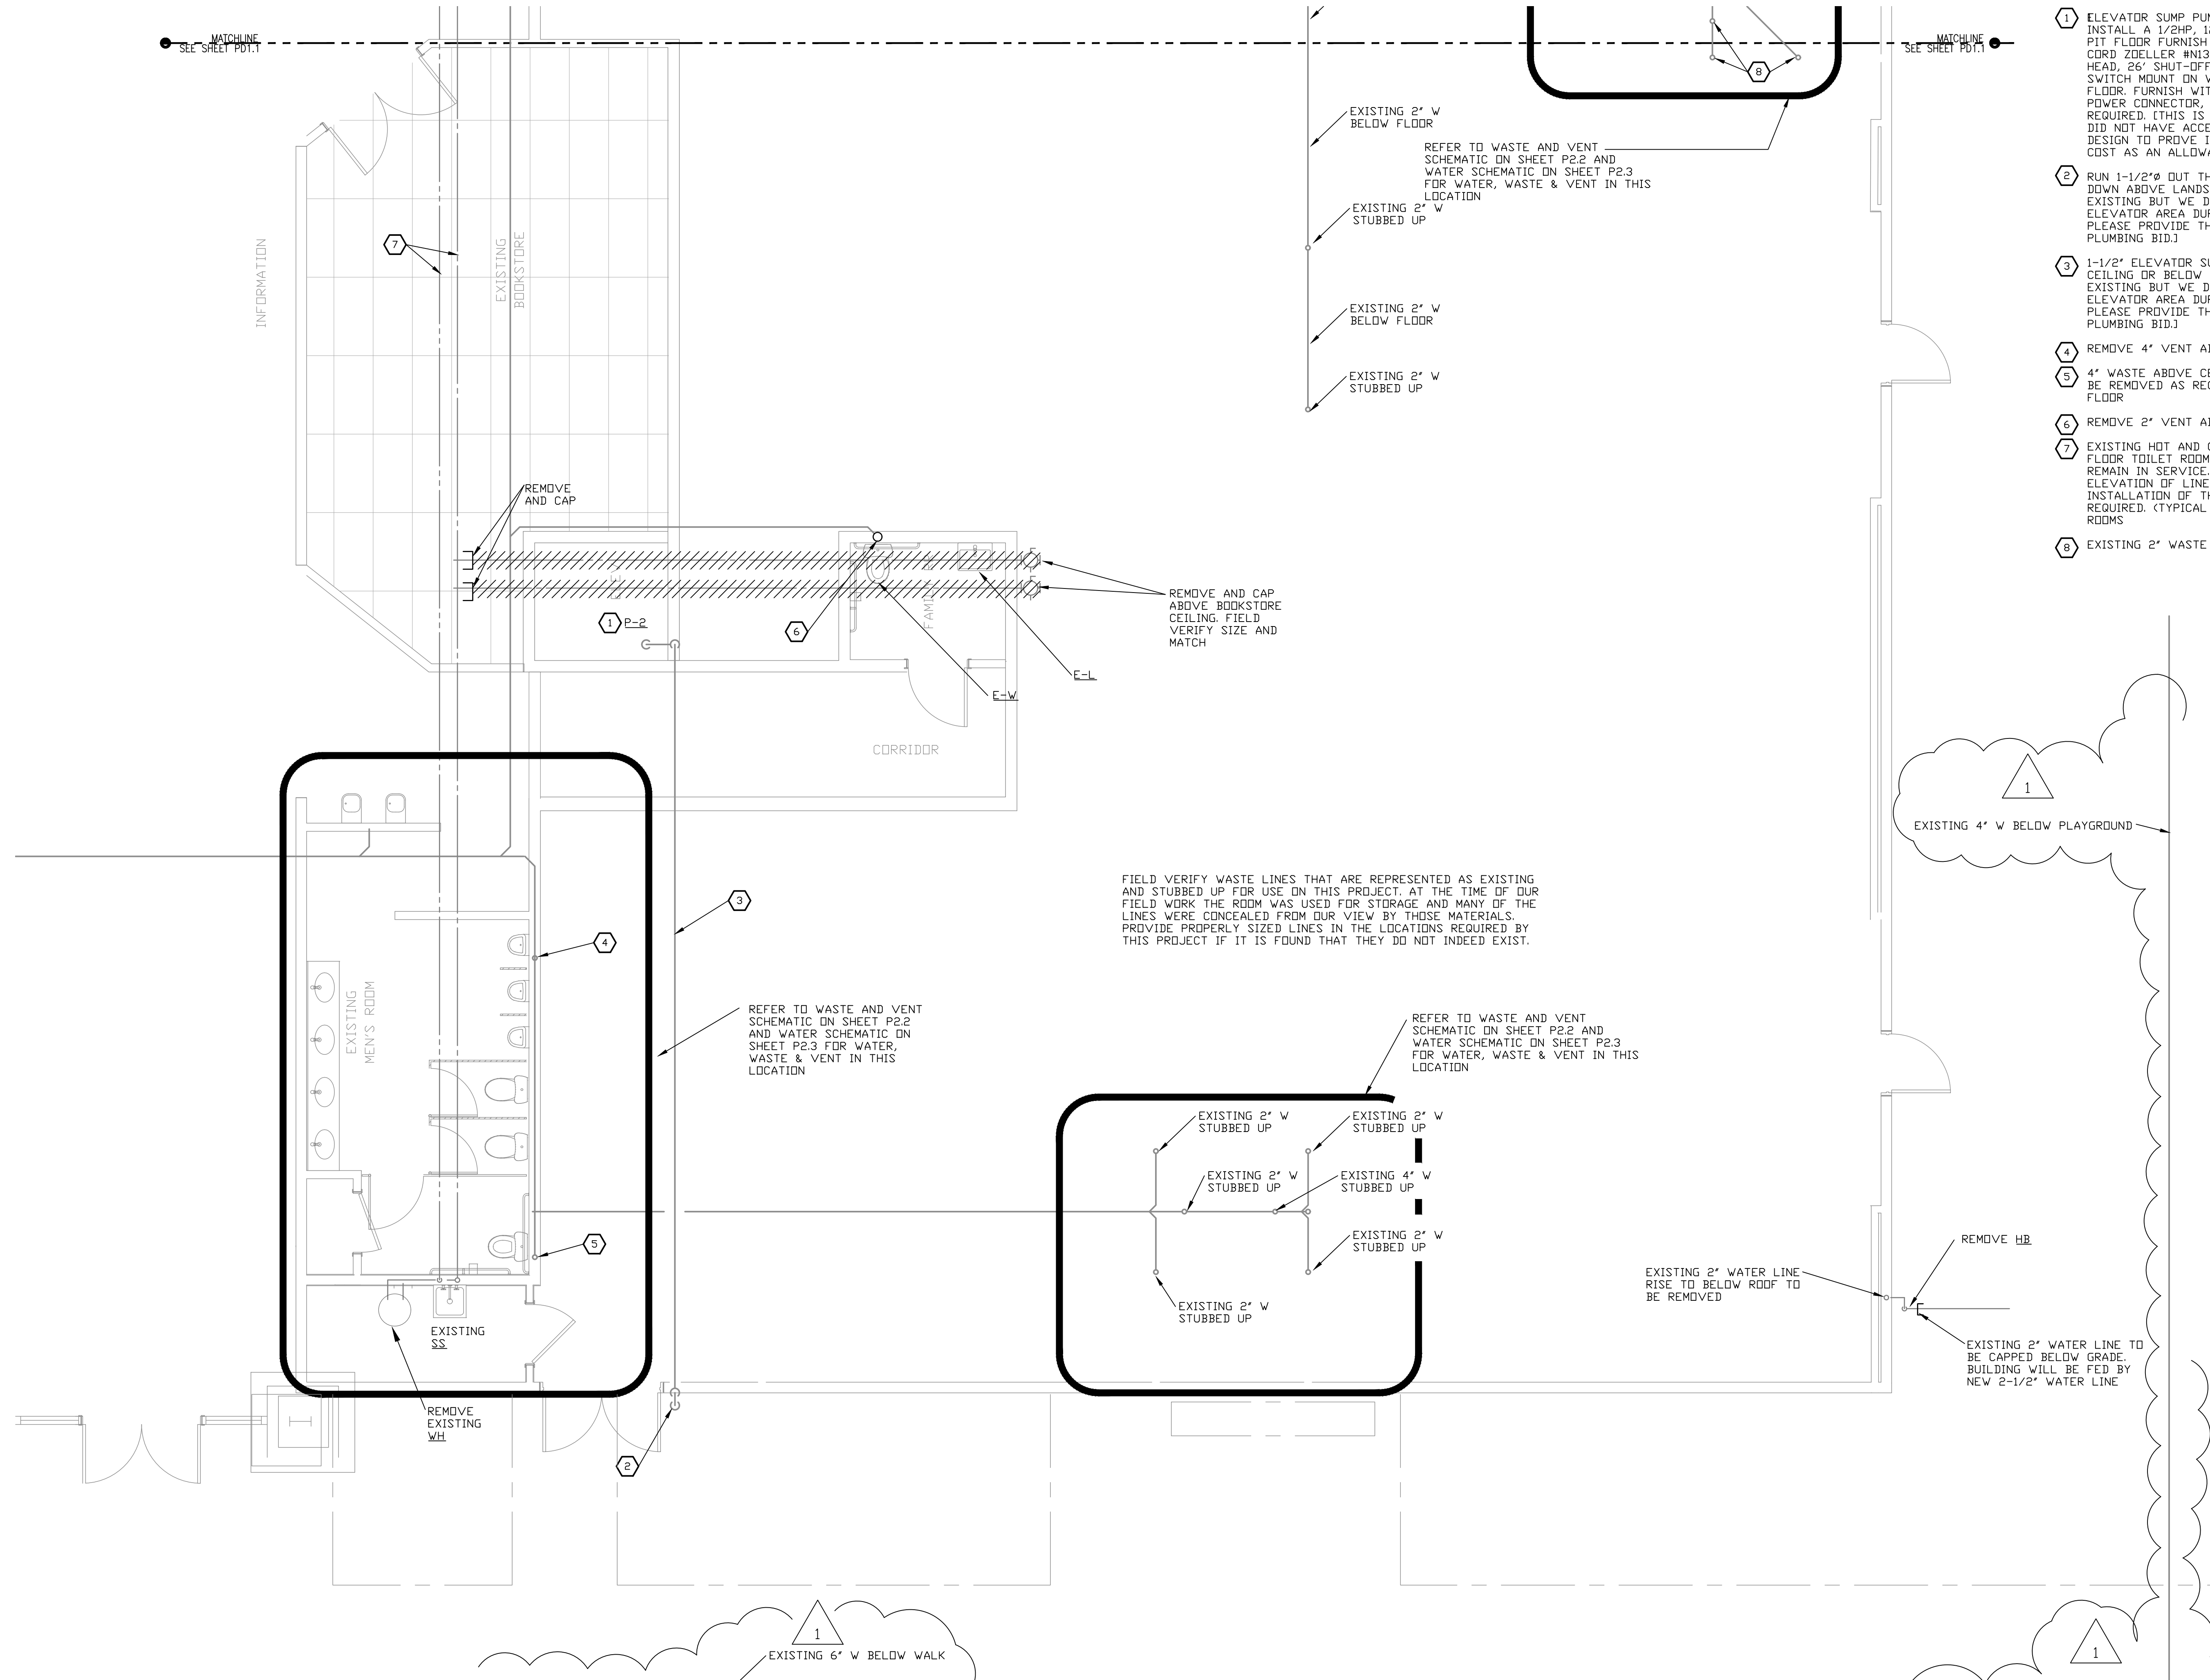 MATCHLINE
SEE SHEET PD1.1
MATCHLINE
SEE SHEET PD1.1
8
EXISTING 2" W
BELOW FLOOR
REFER TO WASTE AND VENT
SCHEMATIC ON SHEET P2.2 AND
WATER SCHEMATIC ON SHEET P2.3
FOR WATER, WASTE & VENT IN THIS
LOCATION
EXISTING 2" W
STUBBED UP
EXISTING 2" W
BELOW FLOOR
EXISTING 2" W
STUBBED UP
7
INFORMATION
EXISTING
BOOKSTORE
REMOVE
AND CAP
REMOVE AND CAP
ABOVE BOOKSTORE
CEILING. FIELD
VERIFY SIZE AND
MATCH
1 P-2
6
E-L
E-W
CORRIDOR
1
EXISTING 4" W BELOW PLAYGROUND
3
4
FIELD VERIFY WASTE LINES THAT ARE REPRESENTED AS EXISTING
AND STUBBED UP FOR USE ON THIS PROJECT. AT THE TIME OF OUR
FIELD WORK THE ROOM WAS USED FOR STORAGE AND MANY OF THE
LINES WERE CONCEALED FROM OUR VIEW BY THOSE MATERIALS.
PROVIDE PROPERLY SIZED LINES IN THE LOCATIONS REQUIRED BY
THIS PROJECT IF IT IS FOUND THAT THEY DO NOT INDEED EXIST.
EXISTING
MEN'S ROOM
REFER TO WASTE AND VENT
SCHEMATIC ON SHEET P2.2
AND WATER SCHEMATIC ON
SHEET P2.3 FOR WATER,
WASTE & VENT IN THIS
LOCATION
REFER TO WASTE AND VENT
SCHEMATIC ON SHEET P2.2 AND
WATER SCHEMATIC ON SHEET P2.3
FOR WATER, WASTE & VENT IN THIS
LOCATION
EXISTING 2" W
STUBBED UP
EXISTING 2" W
STUBBED UP
EXISTING 2" W
STUBBED UP
EXISTING 4" W
STUBBED UP
EXISTING 2" W
STUBBED UP
EXISTING 2" W
STUBBED UP
5
EXISTING
SS
REMOVE
EXISTING
WH
2
REMOVE HB
EXISTING 2" WATER LINE
RISE TO BELOW ROOF TO
BE REMOVED
EXISTING 2" WATER LINE TO
BE CAPPED BELOW GRADE.
BUILDING WILL BE FED BY
NEW 2-1/2" WATER LINE
1
EXISTING 6" W BELOW WALK
1
1 ELEVATOR SUMP PU
INSTALL A 1/2HP, 1
PIT FLOOR FURNISH
CORD ZOELLER #N13
HEAD, 26' SHUT-OFF
SWITCH MOUNT ON
FLOOR. FURNISH WIT
POWER CONNECTOR,
REQUIRED. [THIS IS
DID NOT HAVE ACCE
DESIGN TO PROVE I
COST AS AN ALLOWA
2 RUN 1-1/2"Ø OUT TH
DOWN ABOVE LANDS
EXISTING BUT WE D
ELEVATOR AREA DU
PLEASE PROVIDE TH
PLUMBING BID.]
3 1-1/2" ELEVATOR SU
CEILING OR BELOW
EXISTING BUT WE D
ELEVATOR AREA DU
PLEASE PROVIDE TH
PLUMBING BID.]
4 REMOVE 4" VENT A
5 4" WASTE ABOVE CE
BE REMOVED AS REQ
FLOOR
6 REMOVE 2" VENT A
7 EXISTING HOT AND
FLOOR TOILET ROOM
REMAIN IN SERVICE.
ELEVATION OF LINE
INSTALLATION OF TH
REQUIRED. (TYPICAL
ROOMS
8 EXISTING 2" WASTE